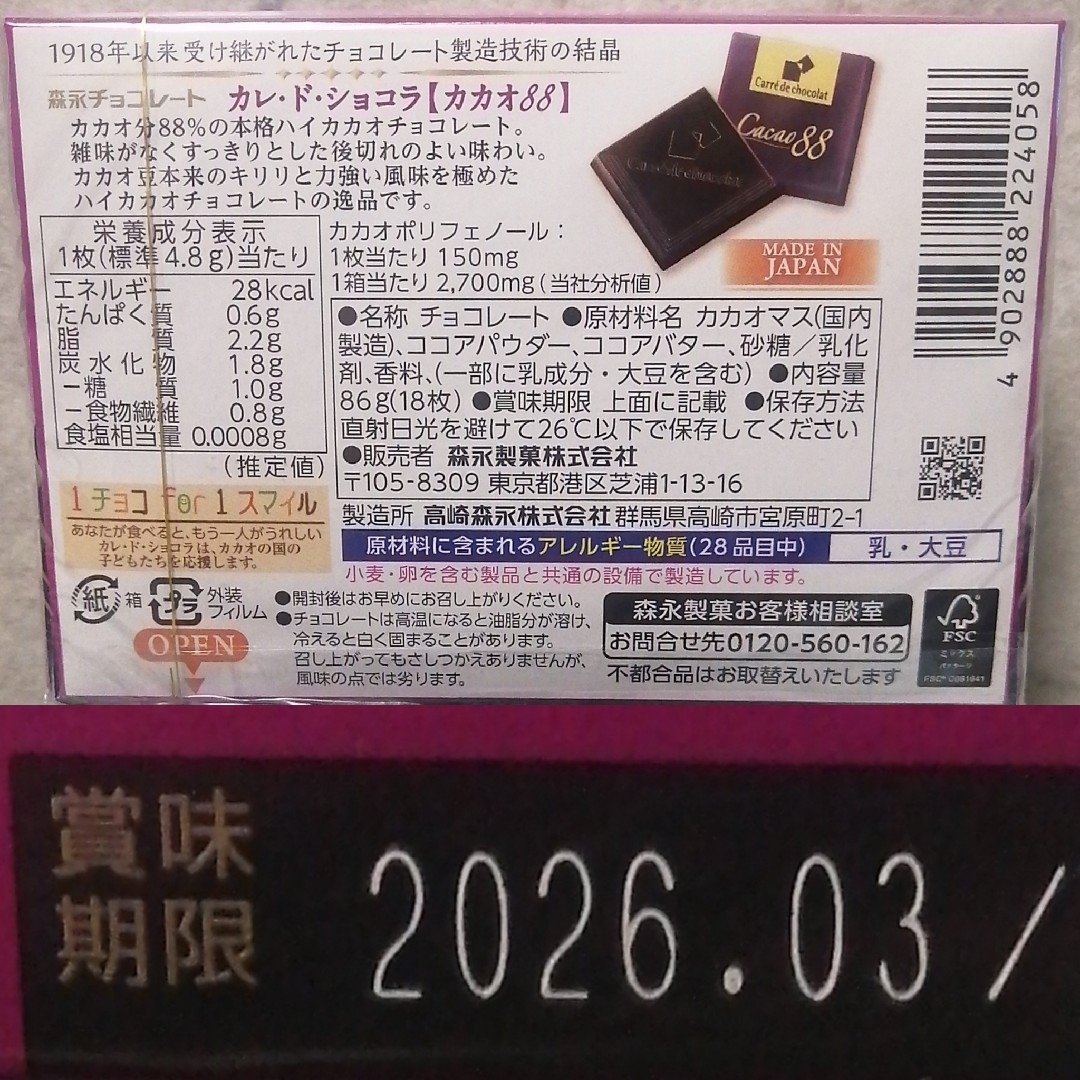 1918年以来 受け継がれたチョコレート製造技術の結晶
森永チョコレート カレ・ド・ショコラ【カカオ88】
カカオ分88%の本格ハイカカオチョコレート。
雑味がなくすっきりとした後切れのよい味わい。
カカオ豆本来のキリリと力強い風味を極めた
ハイカカオチョコレートの逸品です。
Carré de chocolat
Cacao88
Carré de chocolat
MADE IN
JAPAN
4 902888 224058
栄養成分表示
1枚(標準4.8g)当たり
エネルギー 28kcal
たんぱく質 0.6g
脂質 2.2g
炭水化物 1.8g
ー糖質 1.0g
ー食物繊維 0.8g
食塩相当量 0.0008g
(推定値)
カカオポリフェノール:
1枚当たり 150mg
1箱当たり 2,700mg(当社分析値)
●名称 チョコレート ●原材料名 カカオマス(国内
製造)、ココアパウダー、ココアバター、砂糖/乳化
剤、香料、(一部に乳成分・大豆を含む) ●内容量
86g(18枚) ●賞味期限 上面に記載 ●保存方法
直射日光を避けて26℃以下で保存してください
●販売者 森永製菓株式会社
〒105-8309 東京都港区芝浦1-13-16
製造所 高崎森永株式会社 群馬県高崎市宮原町2-1
原材料に含まれるアレルギー物質(28品目中) 乳・大豆
小麦・卵を含む製品と共通の設備で製造しています。
1チョコ for 1スマイル
あなたが食べると、もう一人がうれしい
カレ・ド・ショコラは、カカオの国の
子どもたちを応援します。
紙 箱 プラ 外装
フィルム
OPEN
●開封後はお早めにお召し上がりください。
●チョコレートは高温になると油脂分が溶け、
冷えると白く固まることがあります。
召し上がってもさしつかえありませんが、
風味の点では劣ります。
森永製菓お客様相談室
お問合せ先0120-560-162
不都合品はお取替えいたします
FSC
ミックス
パッケージ
賞味
期限
2026.03/